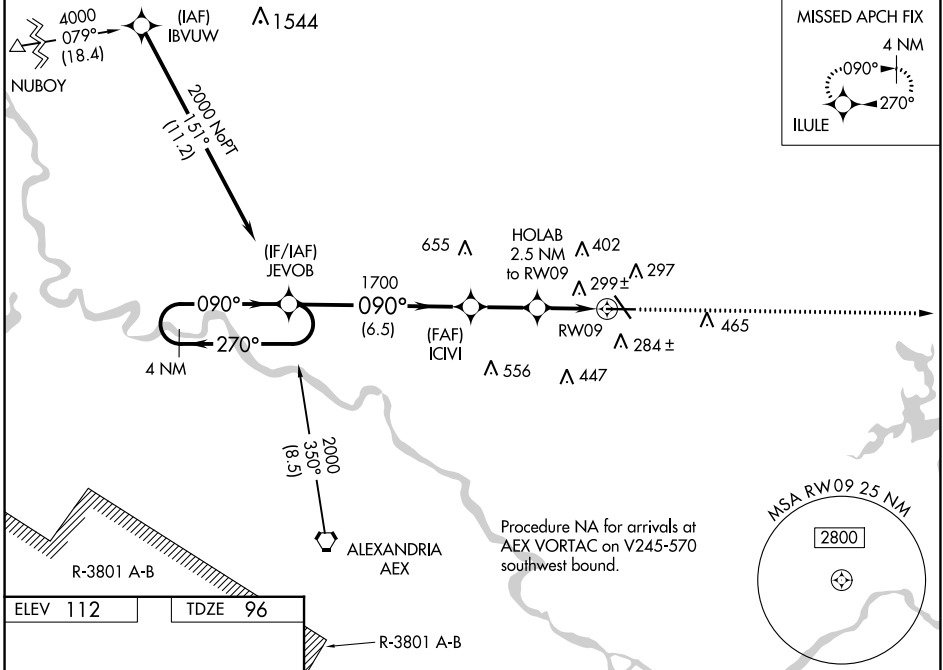 4000
079°
(18.4)
NUBOY
(IAF)
IBVUW
1544
2000 NoPT
151°
(11.2)
MISSED APCH FIX
4 NM
090°
270°
ILULE
(IF/IAF)
JEVOB
090°
270°
4 NM
1700
090°
(6.5)
655
(FAF)
ICIVI
HOLAB
2.5 NM
to RW09
402
299±
297
RW09
284±
465
556
447
2000
350°
(8.5)
ALEXANDRIA
AEX
Procedure NA for arrivals at
AEX VORTAC on V245-570
southwest bound.
MSA RW09 25 NM
2800
R-3801 A-B
ELEV 112
TDZE 96
R-3801 A-B